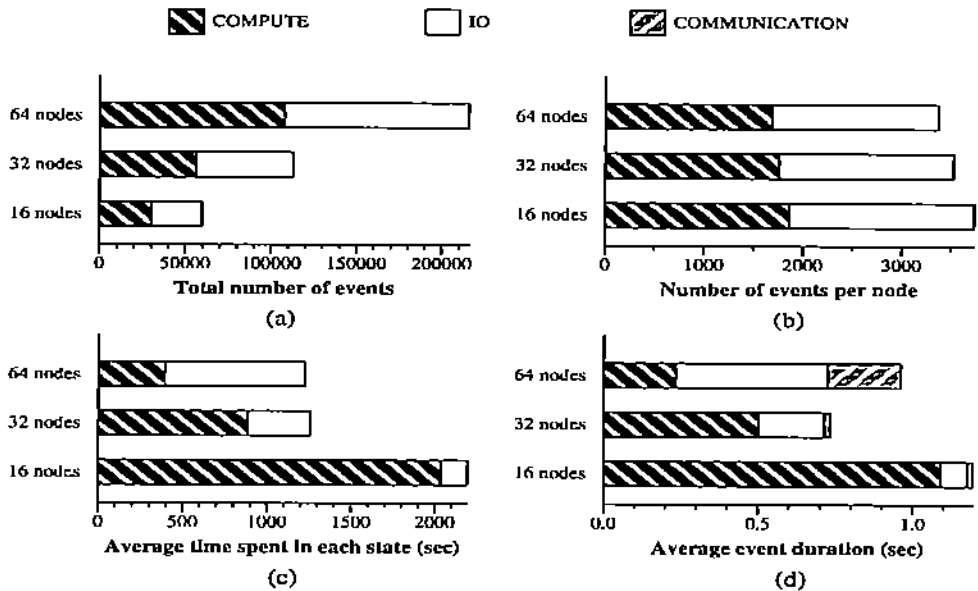 COMPUTE IO COMMUNICATION
64 nodes
32 nodes
16 nodes
0 50000 100000 150000 200000
Total number of events
(a)
64 nodes
32 nodes
16 nodes
0 1000 2000 3000
Number of events per node
(b)
64 nodes
32 nodes
16 nodes
0 500 1000 1500 2000
Average time spent in each state (sec)
(c)
64 nodes
32 nodes
16 nodes
0.0 0.5 1.0
Average event duration (sec)
(d)